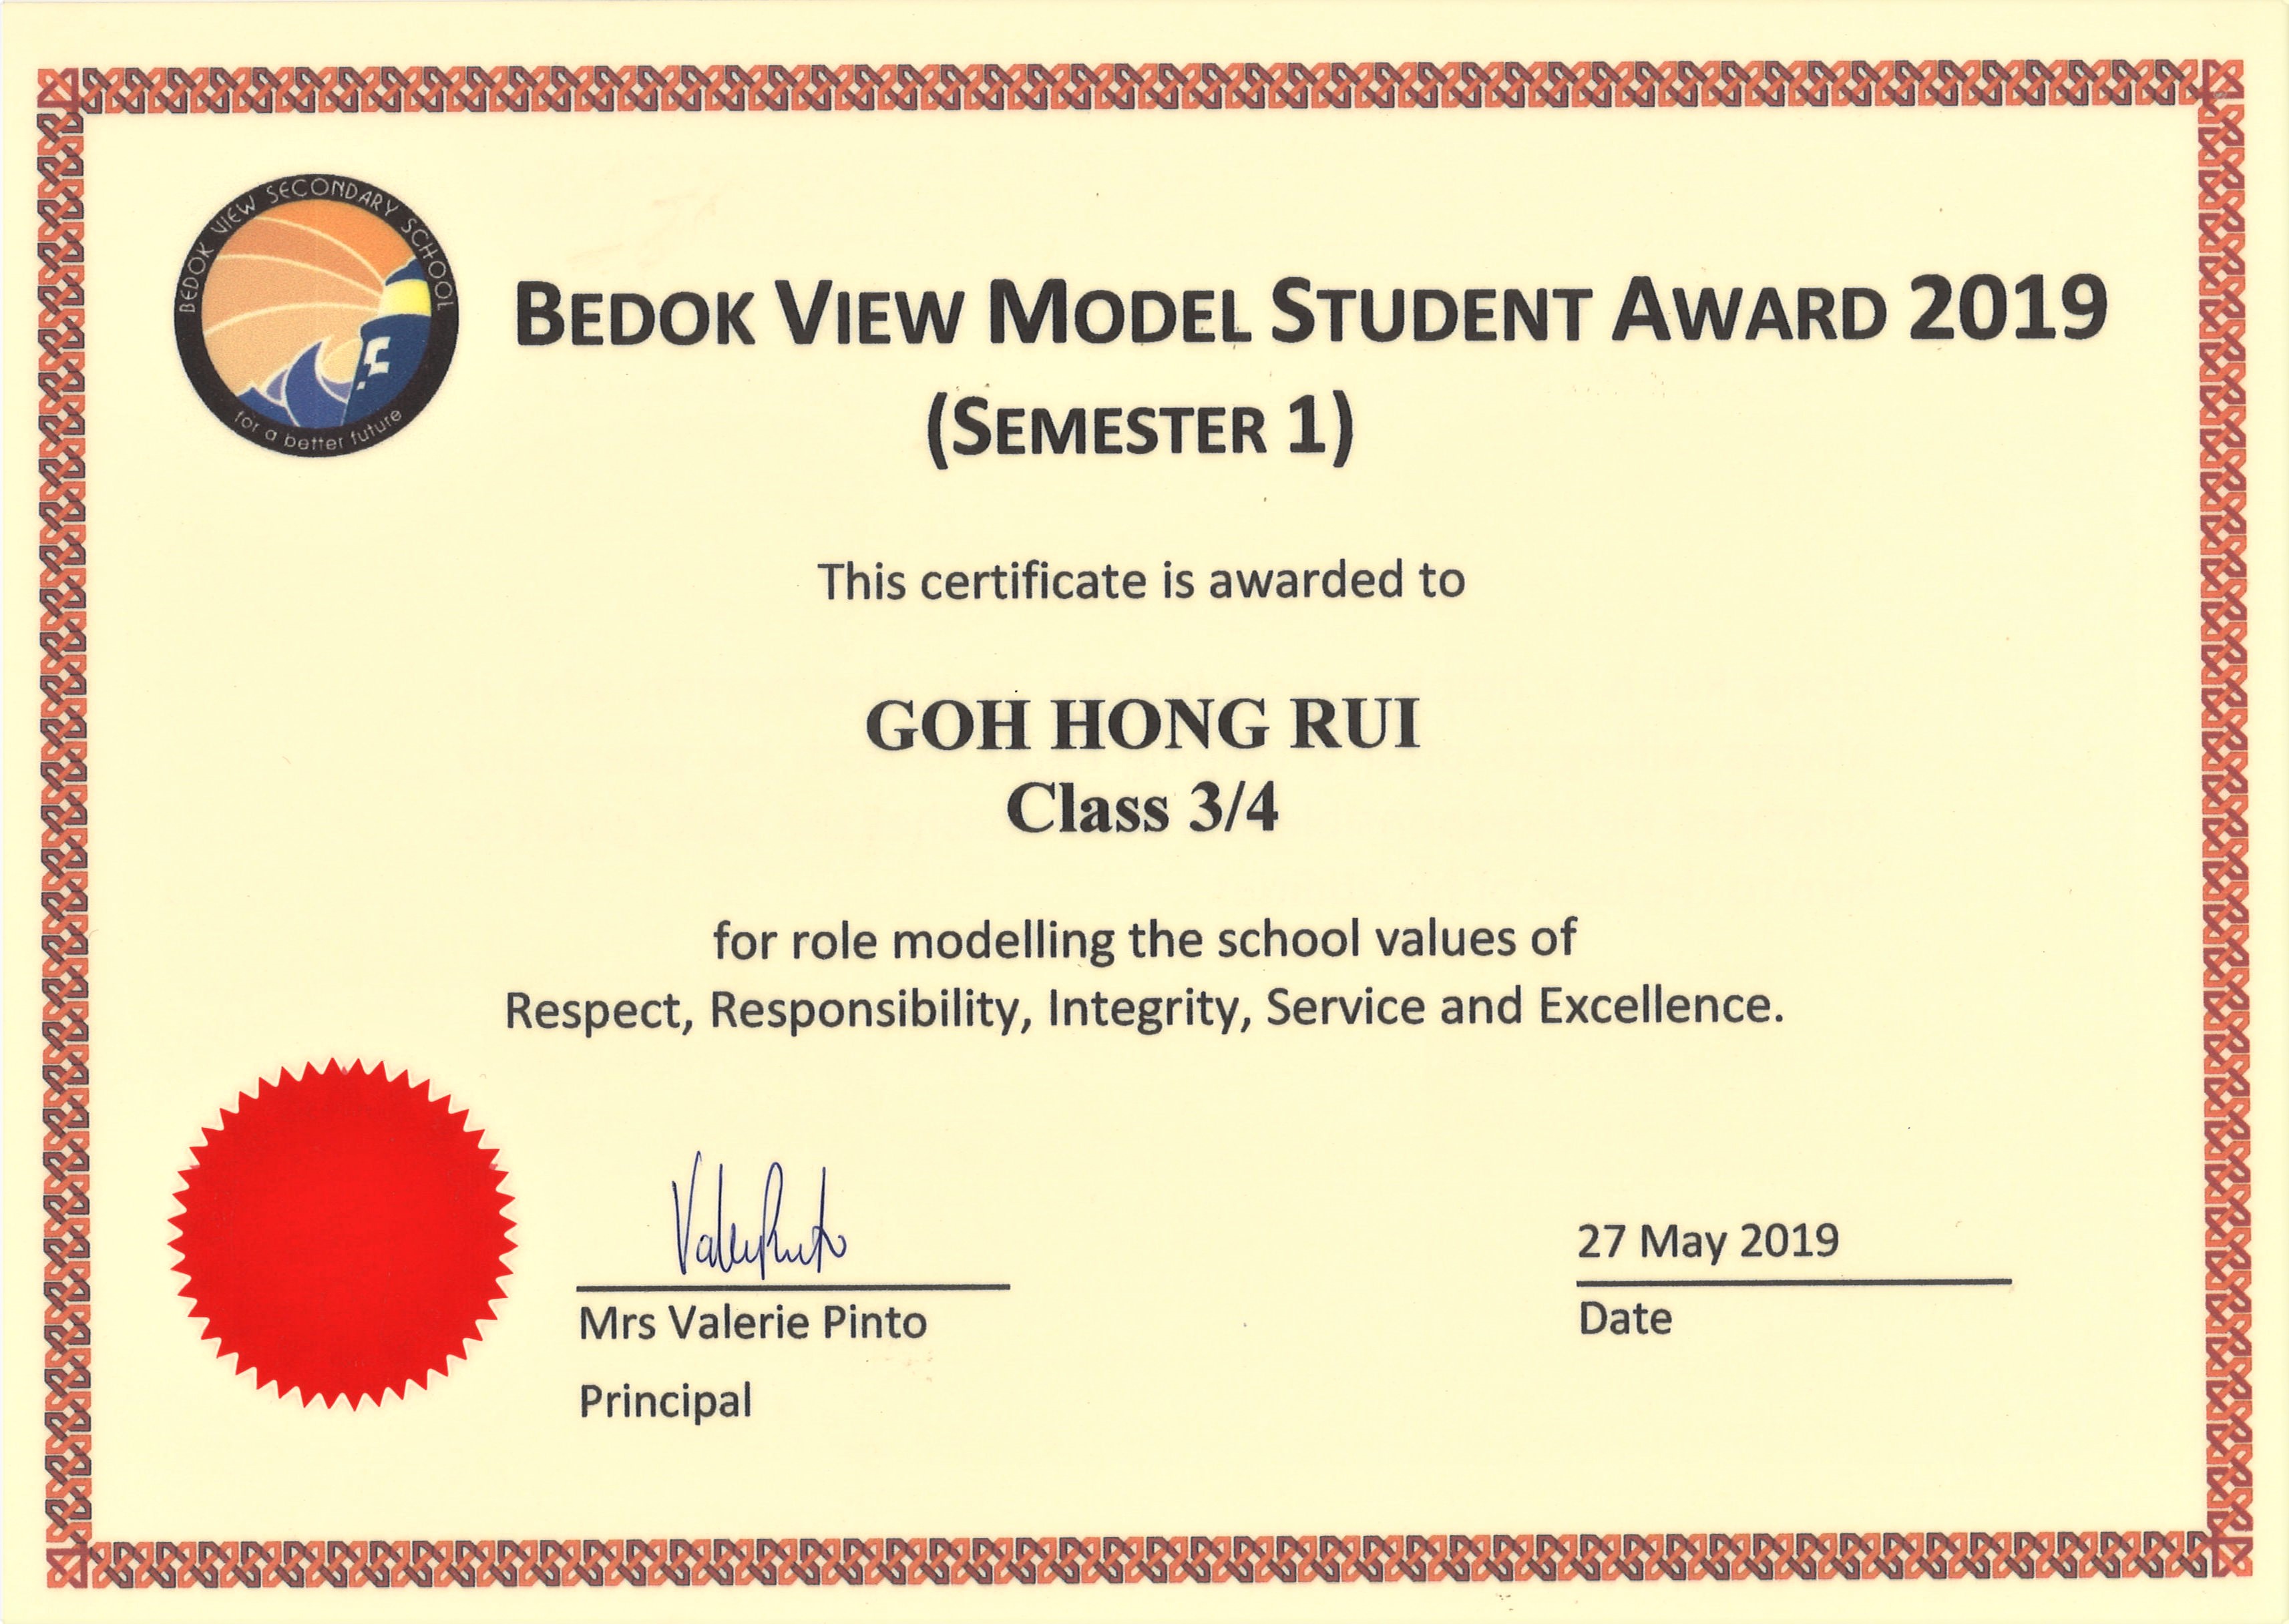 BEDOK VIEW SECONDARY SCHOOL
for a better future
BEDOK VIEW MODEL STUDENT AWARD 2019
(SEMESTER 1)
This certificate is awarded to
GOH HONG RUI
Class 3/4
for role modelling the school values of
Respect, Responsibility, Integrity, Service and Excellence.
27 May 2019
Mrs Valerie Pinto
Date
Principal